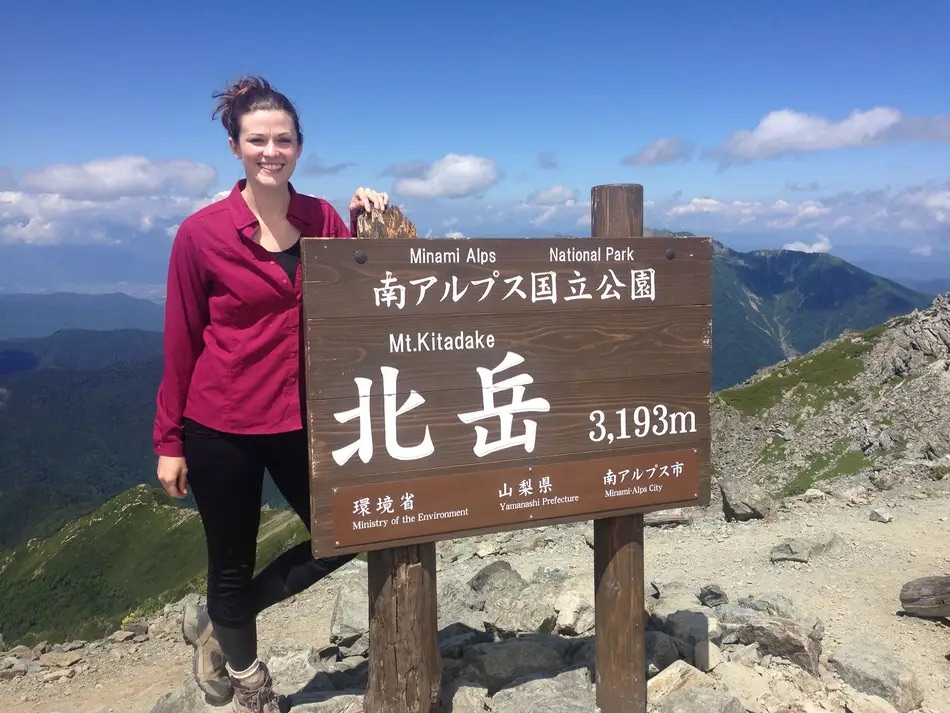 Minami Alps National Park
南アルプス国立公園
Mt.Kitadake
北岳
3,193m
環境省 山梨県 南アルプス市
Ministry of the Environment Yamanashi Prefecture Minami-Alps City